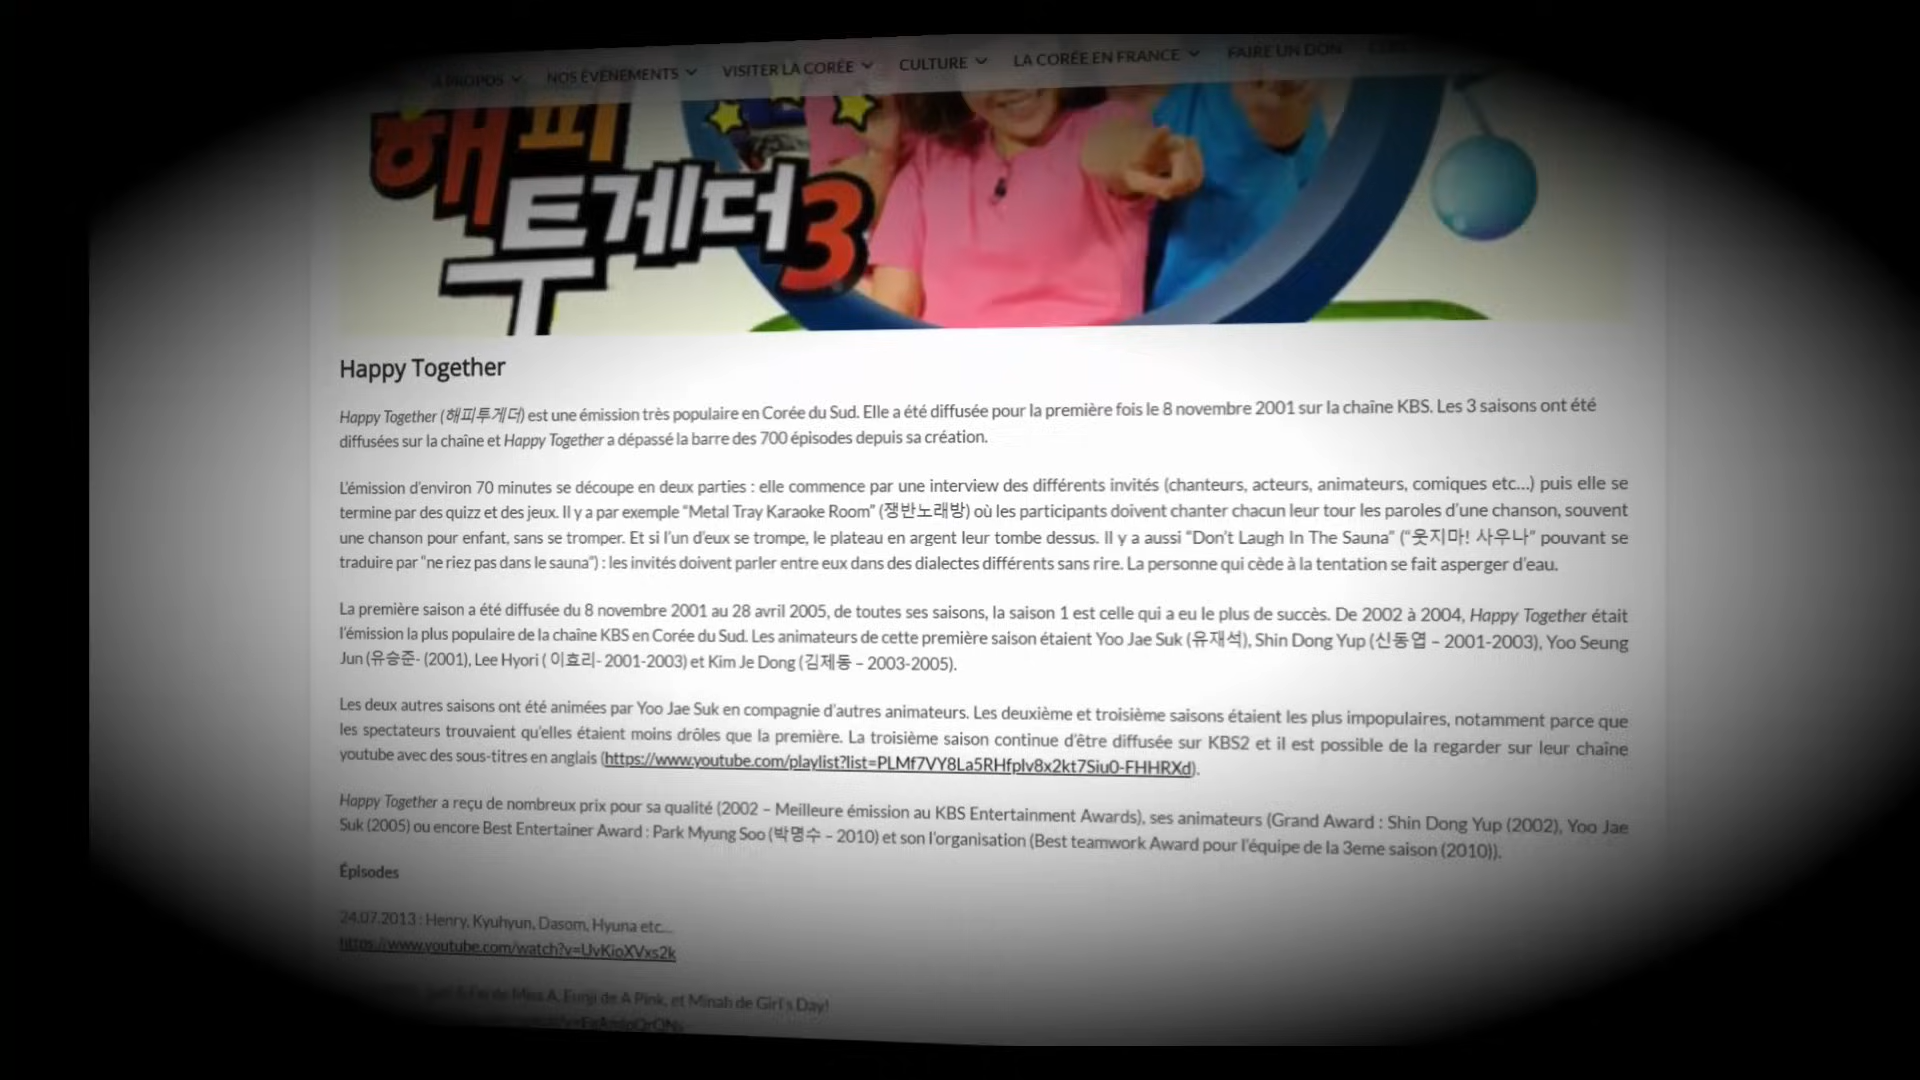 À PROPOS
NOS ÉVÉNEMENTS
VISITER LA CORÉE
CULTURE
LA CORÉE EN FRANCE
FAIRE UN DON
해피
투게더3
Happy Together
Happy Together (해피투게더) est une émission très populaire en Corée du Sud. Elle a été diffusée pour la première fois le 8 novembre 2001 sur la chaîne KBS. Les 3 saisons ont été
diffusées sur la chaîne et Happy Together a dépassé la barre des 700 épisodes depuis sa création.
L'émission d'environ 70 minutes se découpe en deux parties : elle commence par une interview des différents invités (chanteurs, acteurs, animateurs, comiques etc...) puis elle se
termine par des quizz et des jeux. Il y a par exemple "Metal Tray Karaoke Room" (쟁반노래방) où les participants doivent chanter chacun leur tour les paroles d'une chanson, souvent
une chanson pour enfant, sans se tromper. Et si l'un d'eux se trompe, le plateau en argent leur tombe dessus. Il y a aussi "Don't Laugh In The Sauna" ("웃지마! 사우나" pouvant se
traduire par "ne riez pas dans le sauna") : les invités doivent parler entre eux dans des dialectes différents sans rire. La personne qui cède à la tentation se fait asperger d'eau.
La première saison a été diffusée du 8 novembre 2001 au 28 avril 2005, de toutes ses saisons, la saison 1 est celle qui a eu le plus de succès. De 2002 à 2004, Happy Together était
l'émission la plus populaire de la chaîne KBS en Corée du Sud. Les animateurs de cette première saison étaient Yoo Jae Suk (유재석), Shin Dong Yup (신동엽 – 2001-2003), Yoo Seung
Jun (유승준- (2001), Lee Hyori ( 이효리- 2001-2003) et Kim Je Dong (김제동 – 2003-2005).
Les deux autres saisons ont été animées par Yoo Jae Suk en compagnie d'autres animateurs. Les deuxième et troisième saisons étaient les plus impopulaires, notamment parce que
les spectateurs trouvaient qu'elles étaient moins drôles que la première. La troisième saison continue d'être diffusée sur KBS2 et il est possible de la regarder sur leur chaîne
youtube avec des sous-titres en anglais (https://www.youtube.com/playlist?list=PLMf7VY8La5RHfplv8x2kt7SiuO-FHHRXd).
Happy Together a reçu de nombreux prix pour sa qualité (2002 – Meilleure émission au KBS Entertainment Awards), ses animateurs (Grand Award : Shin Dong Yup (2002), Yoo Jae
Suk (2005) ou encore Best Entertainer Award : Park Myung Soo (박명수 – 2010) et son l'organisation (Best teamwork Award pour l'équipe de la 3eme saison (2010)).
Épisodes
24.07.2013 : Henry, Kyuhyun, Dasom, Hyuna etc...
https://www.youtube.com/watch?v=UvKioXVxs2k
de Miss A, Eunji de A Pink, et Minah de Girl's Day!